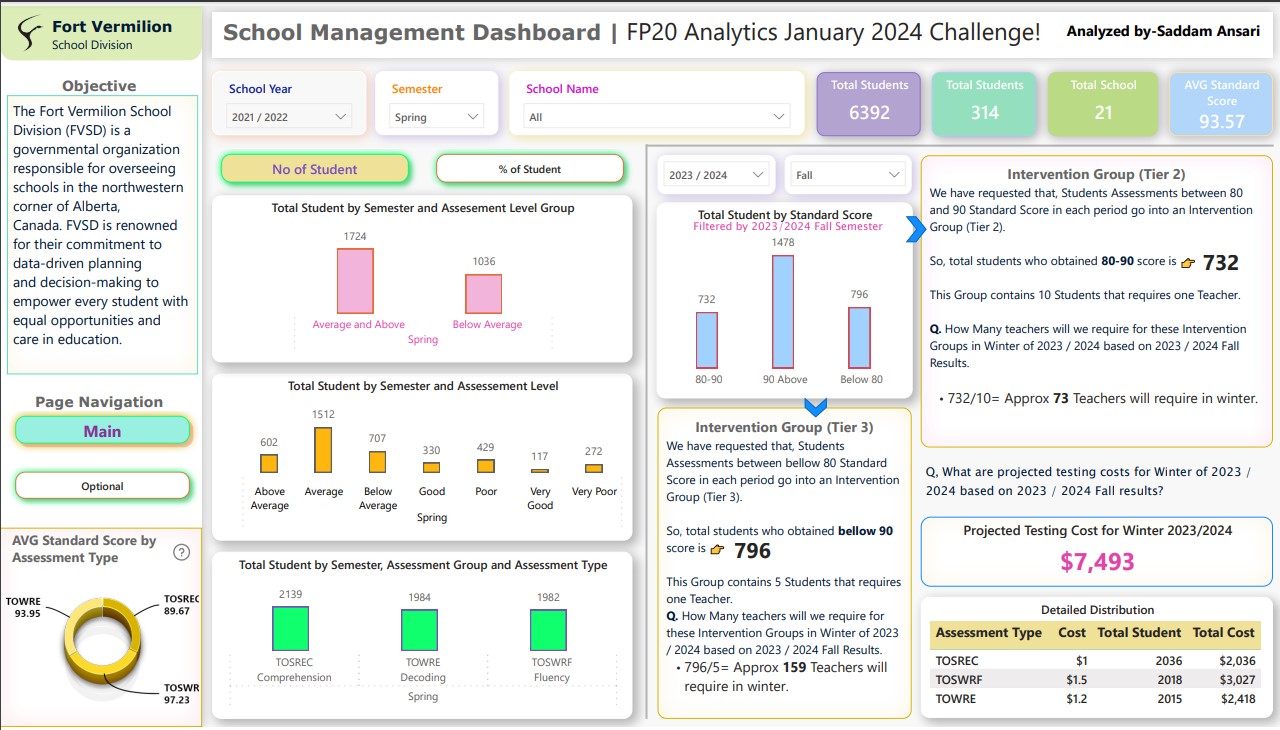 Fort Vermilion
School Division
School Management Dashboard | FP20 Analytics January 2024 Challenge!
Analyzed by-Saddam Ansari
Objective
The Fort Vermilion School
Division (FVSD) is a
governmental organization
responsible for overseeing
schools in the northwestern
corner of Alberta,
Canada. FVSD is renowned
for their commitment to
data-driven planning
and decision-making to
empower every student with
equal opportunities and
care in education.
Page Navigation
Main
Optional
AVG Standard Score by
Assessment Type
?
TOWRE
93.95
TOSREC
89.67
TOSWR
97.23
School Year
2021 / 2022
Semester
Spring
School Name
All
Total Students
6392
Total Students
314
Total School
21
AVG Standard
Score
93.57
No of Student
% of Student
Total Student by Semester and Assesement Level Group
1724
1036
Average and Above
Below Average
Spring
Total Student by Semester and Assessement Level
602
1512
707
330
429
117
272
Above
Average
Average
Below
Average
Good
Poor
Very
Good
Very Poor
Spring
Total Student by Semester, Assessment Group and Assessment Type
2139
1984
1982
TOSREC
Comprehension
TOWRE
Decoding
TOSWRF
Fluency
Spring
2023 / 2024
Fall
Total Student by Standard Score
Filtered by 2023/2024 Fall Semester
732
1478
796
80-90
90 Above
Below 80
Intervention Group (Tier 3)
We have requested that, Students
Assessments between bellow 80 Standard
Score in each period go into an Intervention
Group (Tier 3).
So, total students who obtained bellow 90
score is 👉 796
This Group contains 5 Students that requires
one Teacher.
Q. How Many teachers will we require for
these Intervention Groups in Winter of 2023
/ 2024 based on 2023 / 2024 Fall Results.
• 796/5= Approx 159 Teachers will
require in winter.
Intervention Group (Tier 2)
We have requested that, Students Assessments between 80
and 90 Standard Score in each period go into an Intervention
Group (Tier 2).
So, total students who obtained 80-90 score is 👉 732
This Group contains 10 Students that requires one Teacher.
Q. How Many teachers will we require for these Intervention
Groups in Winter of 2023 / 2024 based on 2023 / 2024 Fall
Results.
• 732/10= Approx 73 Teachers will require in winter.
Q, What are projected testing costs for Winter of 2023 /
2024 based on 2023 / 2024 Fall results?
Projected Testing Cost for Winter 2023/2024
$7,493
Detailed Distribution
Assessment Type Cost Total Student Total Cost
TOSREC $1 2036 $2,036
TOSWRF $1.5 2018 $3,027
TOWRE $1.2 2015 $2,418